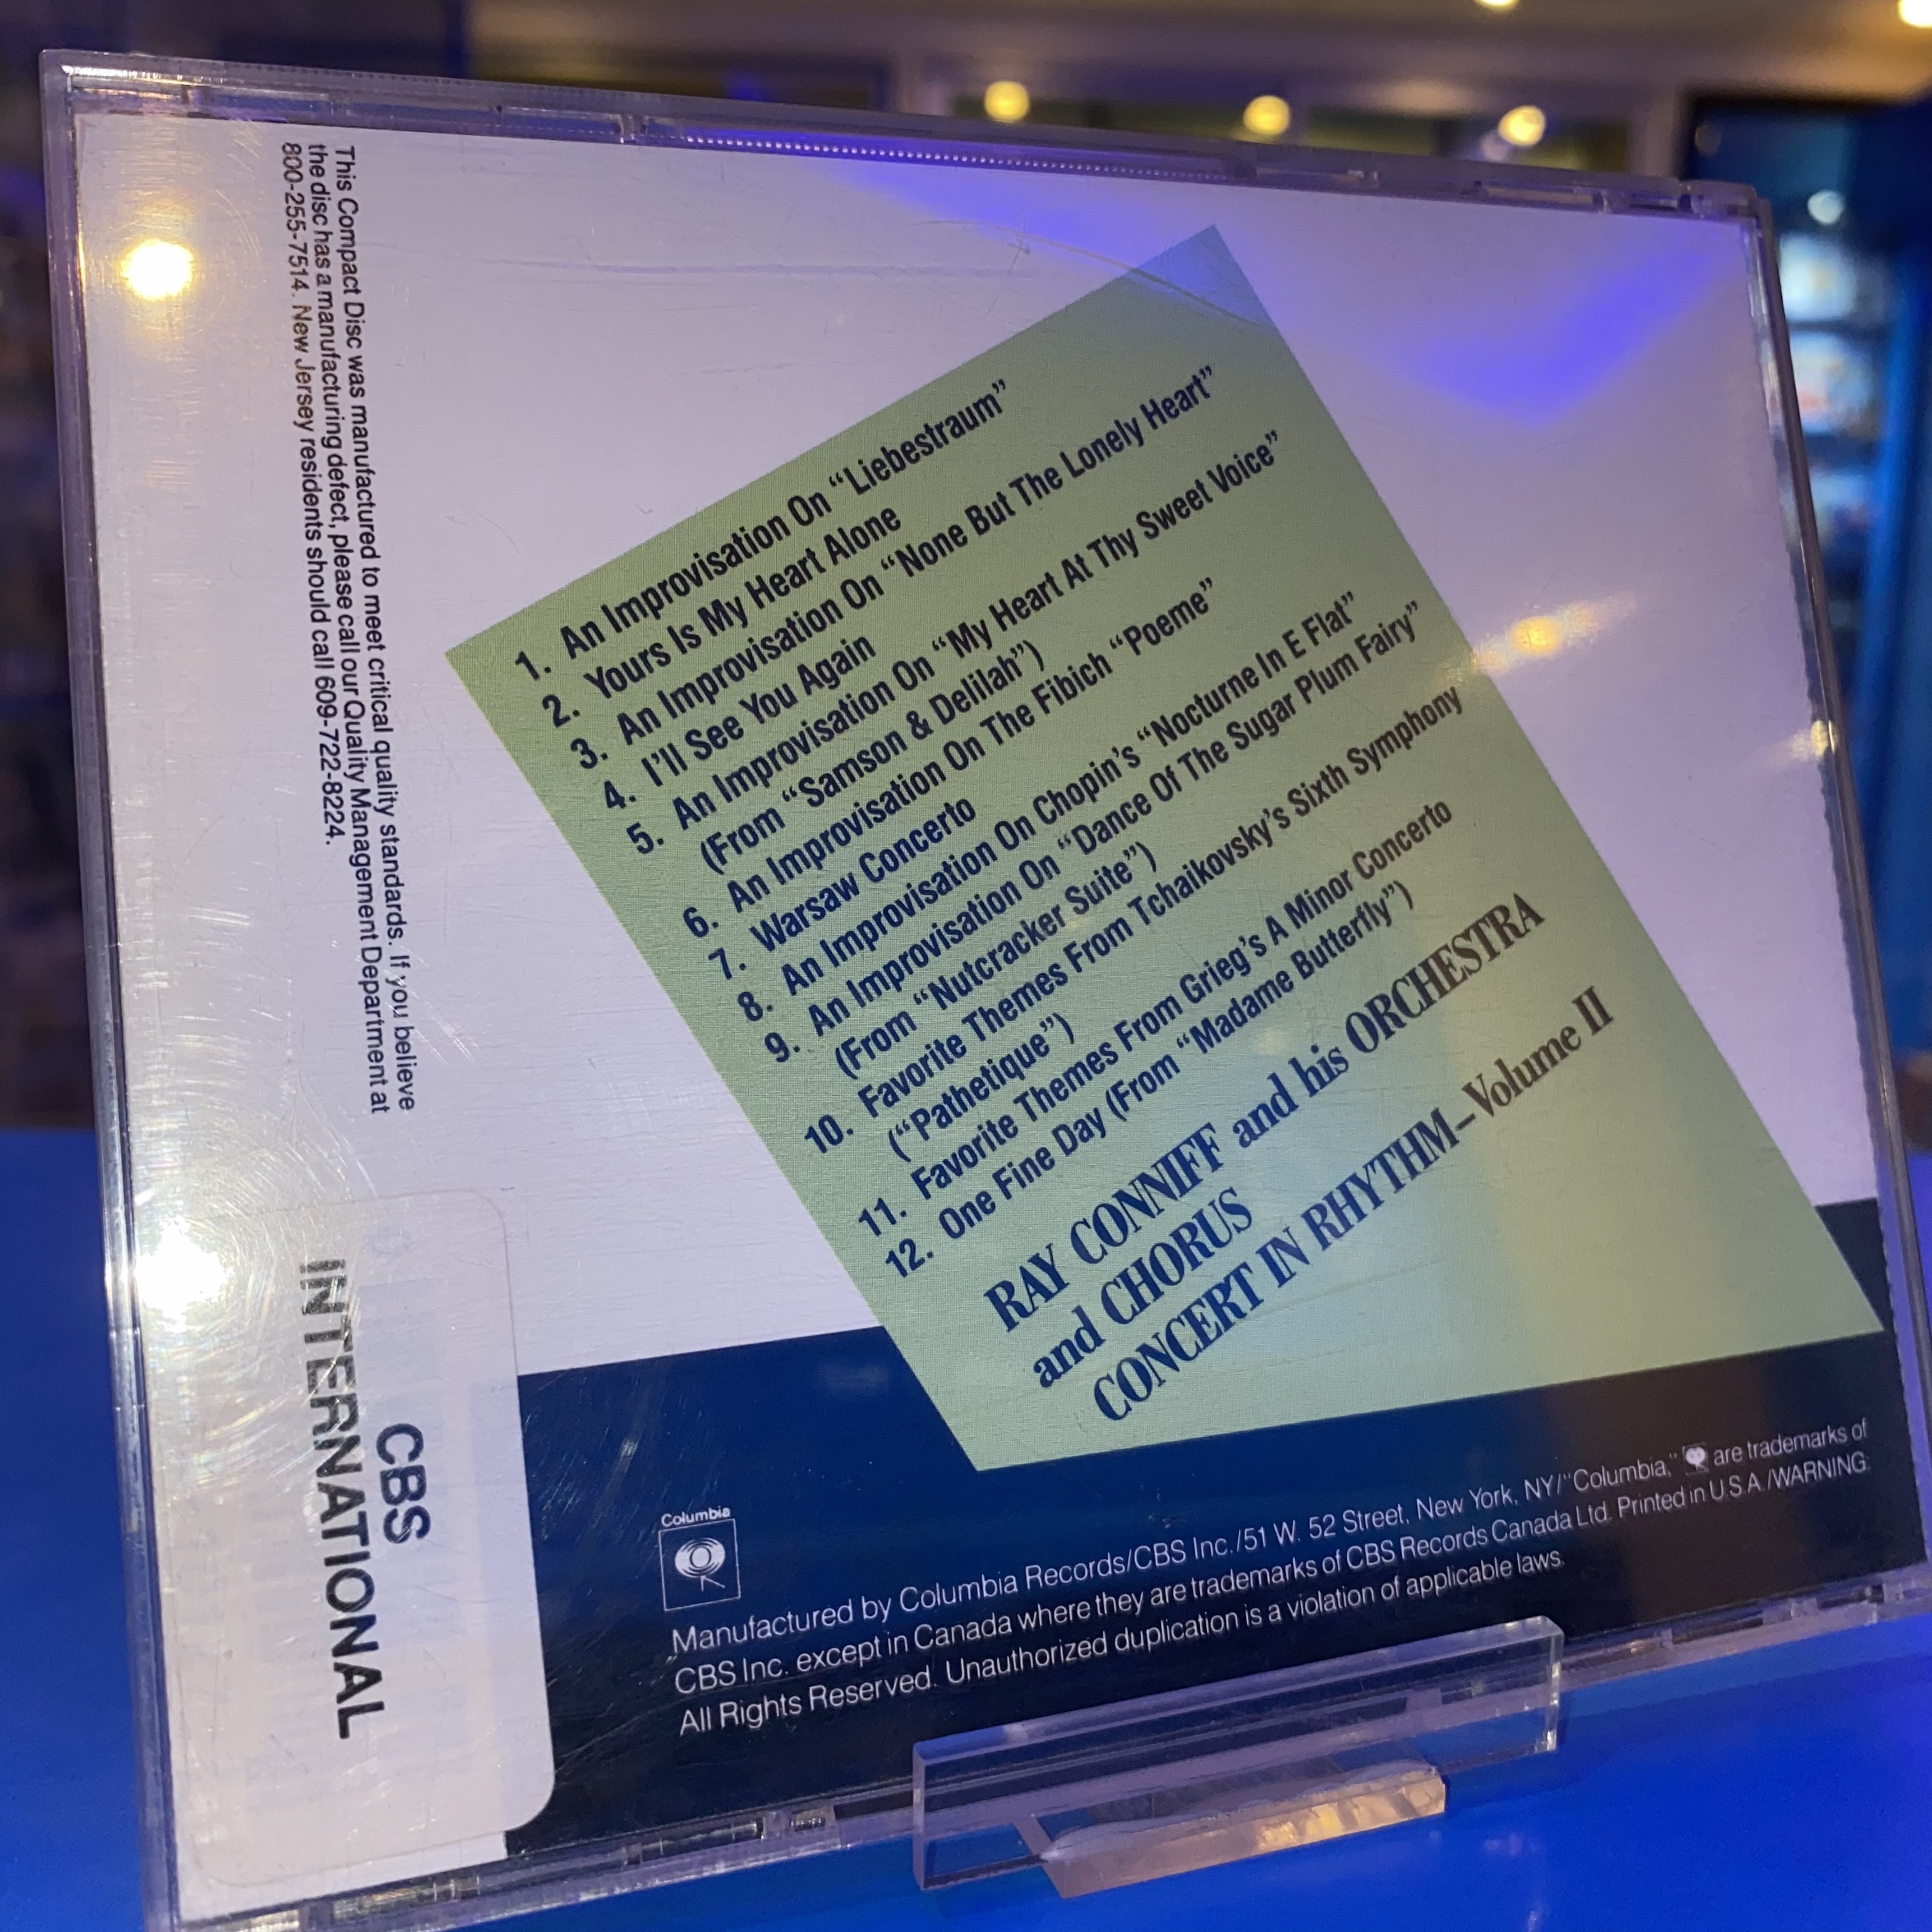 This Compact Disc was manufactured to meet critical quality standards. If you believe
the disc has a manufacturing defect, please call our Quality Management Department at
800-255-7514. New Jersey residents should call 609-722-8224.
1. An Improvisation On “Liebestraum”
2. Yours Is My Heart Alone
3. An Improvisation On “None But The Lonely Heart”
4. I’ll See You Again
5. An Improvisation On “My Heart At Thy Sweet Voice”
(From “Samson & Delilah”)
6. An Improvisation On The Fibich “Poeme”
7. Warsaw Concerto
8. An Improvisation On Chopin’s “Nocturne In E Flat”
9. An Improvisation On “Dance Of The Sugar Plum Fairy”
(From “Nutcracker Suite”)
10. Favorite Themes From Tchaikovsky’s Sixth Symphony
(“Pathetique”)
11. Favorite Themes From Grieg’s A Minor Concerto
12. One Fine Day (From “Madame Butterfly”)
RAY CONNIFF and his ORCHESTRA
and CHORUS
CONCERT IN RHYTHM–Volume II
CBS
INTERNATIONAL
Columbia
Manufactured by Columbia Records/CBS Inc./51 W. 52 Street, New York, NY/“Columbia,” are trademarks of
CBS Inc. except in Canada where they are trademarks of CBS Records Canada Ltd. Printed in U.S.A./WARNING:
All Rights Reserved. Unauthorized duplication is a violation of applicable laws.